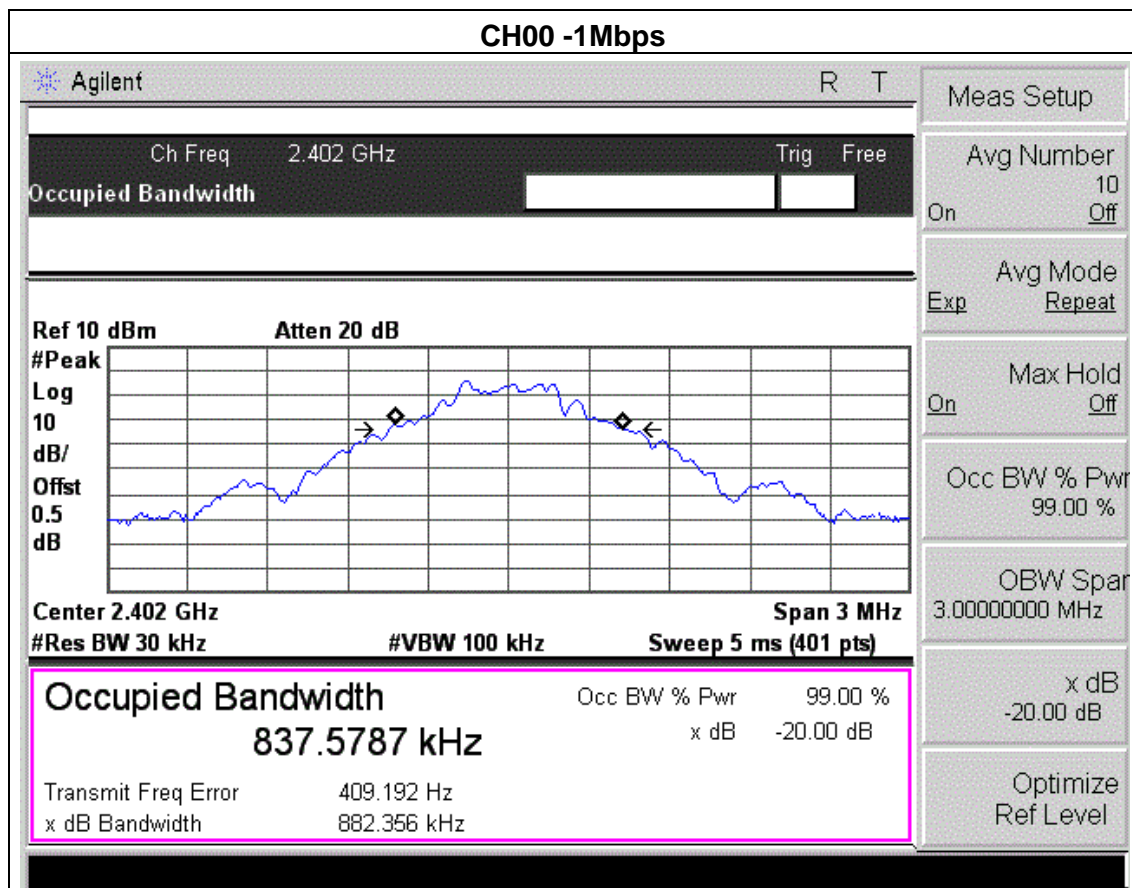 CH00 -1Mbps
Agilent R T
Ch Freq 2.402 GHz Trig Free
Occupied Bandwidth
Ref 10 dBm Atten 20 dB
#Peak
Log
10
dB/
Offst
0.5
dB
Center 2.402 GHz Span 3 MHz
#Res BW 30 kHz #VBW 100 kHz Sweep 5 ms (401 pts)
Occupied Bandwidth
837.5787 kHz
Occ BW % Pwr 99.00 %
x dB -20.00 dB
Transmit Freq Error 409.192 Hz
x dB Bandwidth 882.356 kHz
Meas Setup
Avg Number
10
On Off
Avg Mode
Exp Repeat
Max Hold
On Off
Occ BW % Pwr
99.00 %
OBW Span
3.00000000 MHz
x dB
-20.00 dB
Optimize
Ref Level